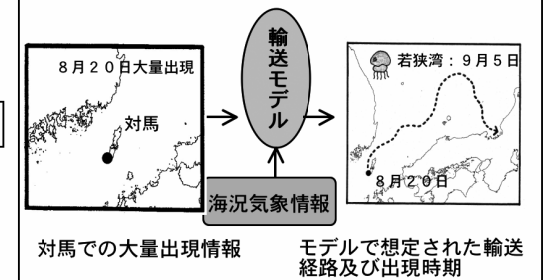 8月20日大量出現
対馬
輸送モデル
若狭湾：9月5日
8月20日
海況気象情報
対馬での大量出現情報
モデルで想定された輸送
経路及び出現時期